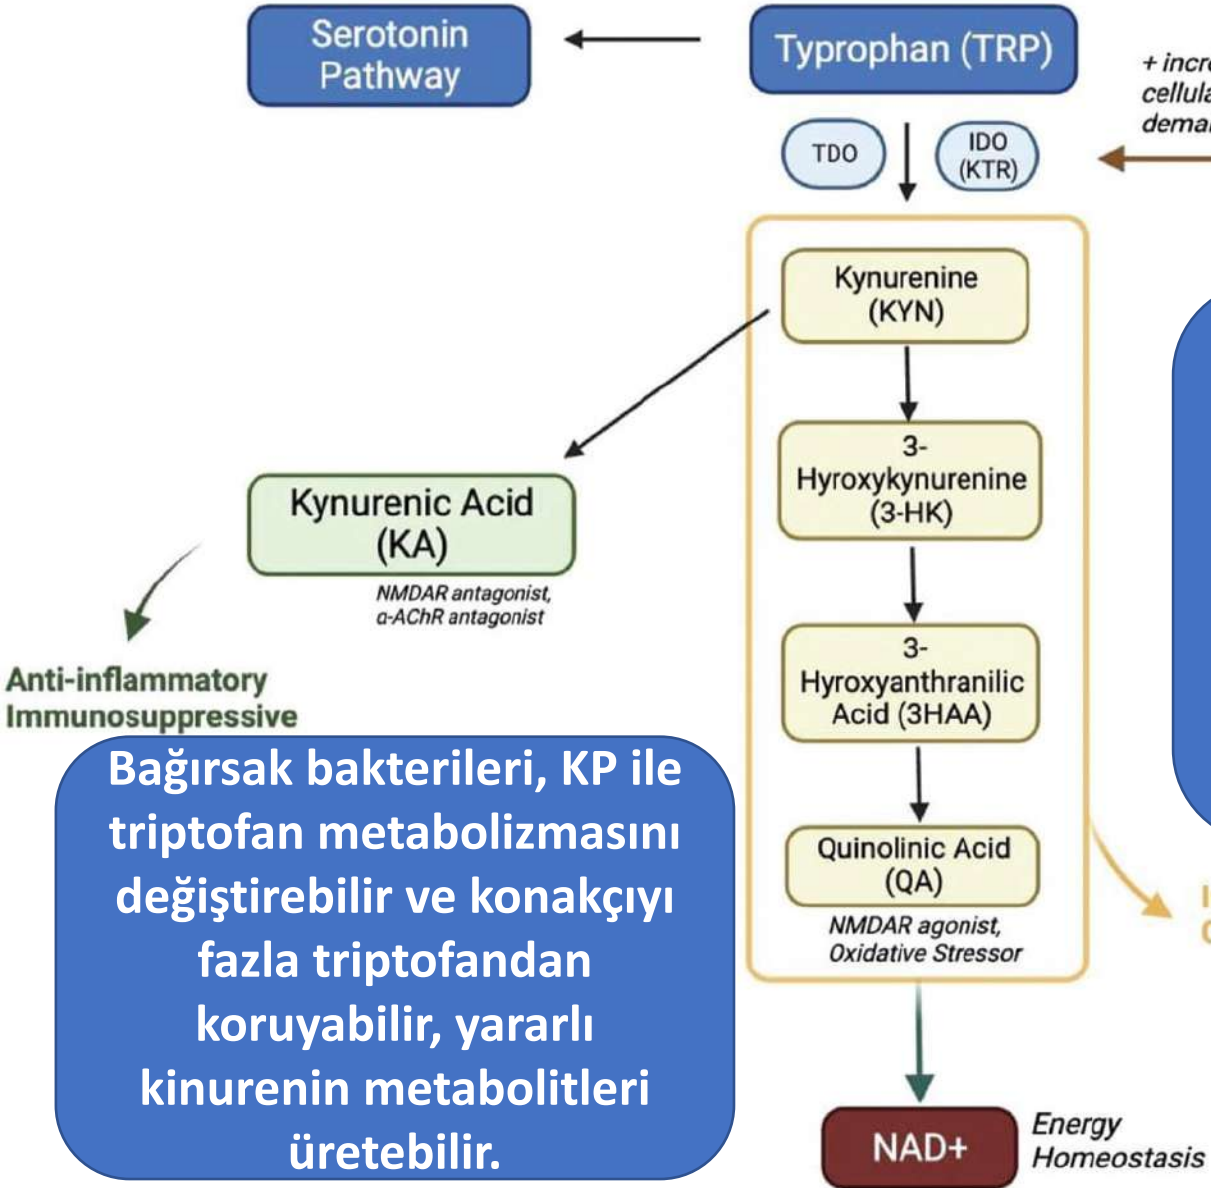 Serotonin
Pathway
Typrophan (TRP)
TDO
IDO
(KTR)
Kynurenine
(KYN)
3-
Hyroxykynurenine
(3-HK)
Kynurenic Acid
(KA)
NMDAR antagonist,
α-AChR antagonist
3-
Hyroxyanthranilic
Acid (3HAA)
Anti-inflammatory
Immunosuppressive
Bağırsak bakterileri, KP ile
triptofan metabolizmasını
değiştirebilir ve konakçıyı
fazla triptofandan
koruyabilir, yararlı
kinurenin metabolitleri
üretebilir.
Quinolinic Acid
(QA)
NMDAR agonist,
Oxidative Stressor
NAD+
Energy
Homeostasis